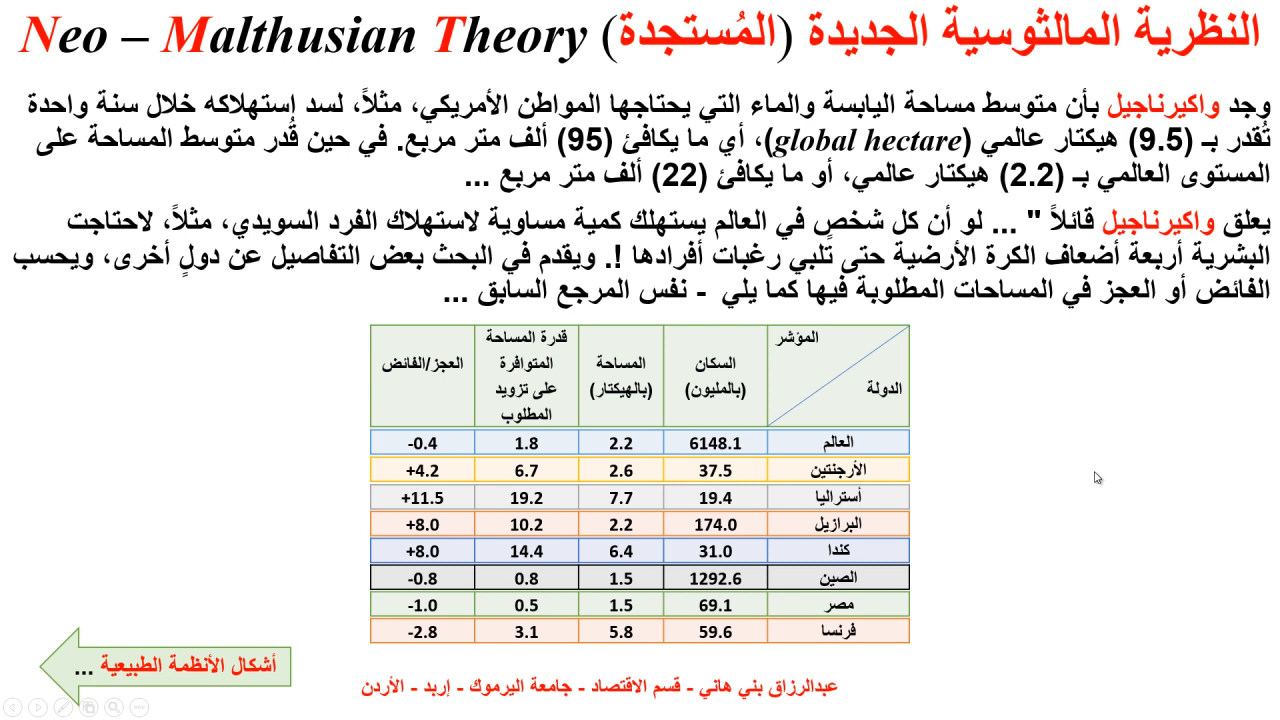 النظرية المالثوسية الجديدة (المُستجدة) Neo – Malthusian Theory
وجد واكيرناجيل بأن متوسط مساحة اليابسة والماء التي يحتاجها المواطن الأمريكي، مثلاً، لسد إستهلاكه خلال سنة واحدة
تُقدر بـ (9.5) هيكتار عالمي (global hectare)، أي ما يكافئ (95) ألف متر مربع. في حين قُدر متوسط المساحة على
المستوى العالمي بـ (2.2) هيكتار عالمي، أو ما يكافئ (22) ألف متر مربع ...
يعلق واكيرناجيل قائلاً " ... لو أن كل شخصٍ في العالم يستهلك كمية مساوية لاستهلاك الفرد السويدي، مثلاً، لاحتاجت
البشرية أربعة أضعاف الكرة الأرضية حتى تلبي رغبات أفرادها !. ويقدم في البحث بعض التفاصيل عن دولٍ أخرى، ويحسب
الفائض أو العجز في المساحات المطلوبة فيها كما يلي - نفس المرجع السابق ...
المؤشر
الدولة
السكان
(بالمليون)
المساحة
(بالهيكتار)
قدرة المساحة
المتوافرة
على تزويد
المطلوب
العجز/الفائض
العالم 6148.1 2.2 1.8 -0.4
الأرجنتين 37.5 2.6 6.7 +4.2
أستراليا 19.4 7.7 19.2 +11.5
البرازيل 174.0 2.2 10.2 +8.0
كندا 31.0 6.4 14.4 +8.0
الصين 1292.6 1.5 0.8 -0.8
مصر 69.1 1.5 0.5 -1.0
فرنسا 59.6 5.8 3.1 -2.8
أشكال الأنظمة الطبيعية ...
عبدالرزاق بني هاني - قسم الاقتصاد - جامعة اليرموك - إربد - الأردن